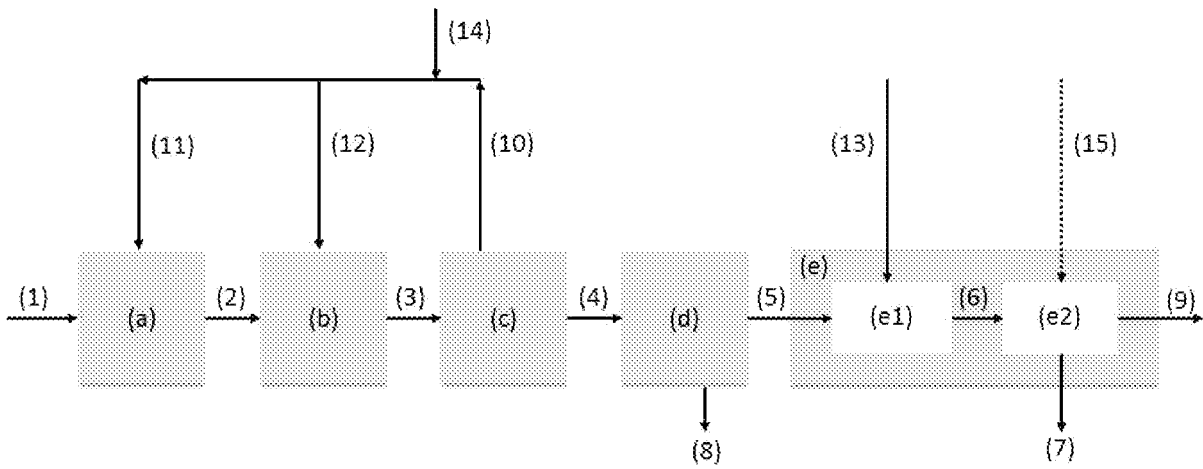 (14)
(11) (12) (10) (13) (15)
(e)
(1) (2) (3) (4) (5) (6) (9)
(a) (b) (c) (d) (e1) (e2)
(8) (7)